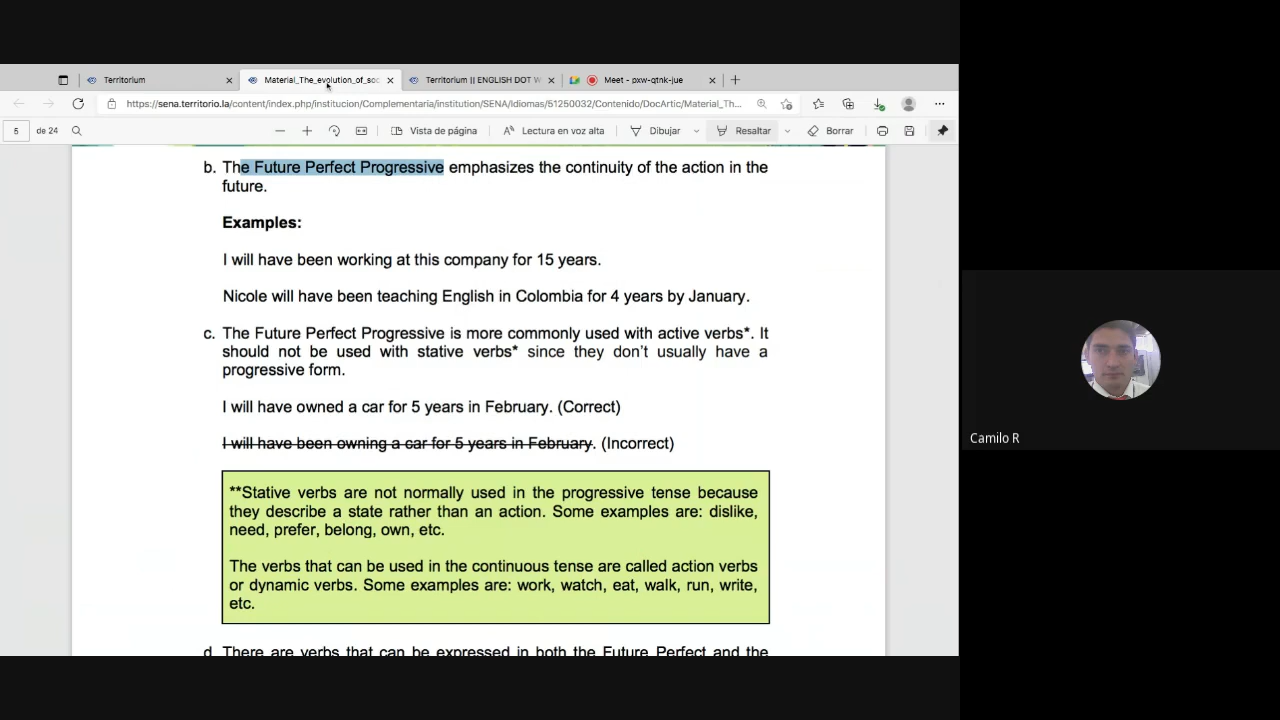 Territorium
Material_The_evolution_of_soc
Territorium || ENGLISH DOT W
Meet - pxw-qtnk-jue
https://sena.territorio.la/content/index.php/institucion/Complementaria/institution/SENA/Idiomas/51250032/Contenido/DocArtic/Material_Th...
5 de 24
Vista de página
Lectura en voz alta
Dibujar
Resaltar
Borrar
b. The Future Perfect Progressive emphasizes the continuity of the action in the
future.
Examples:
I will have been working at this company for 15 years.
Nicole will have been teaching English in Colombia for 4 years by January.
c. The Future Perfect Progressive is more commonly used with active verbs*. It
should not be used with stative verbs* since they don't usually have a
progressive form.
I will have owned a car for 5 years in February. (Correct)
I will have been owning a car for 5 years in February. (Incorrect)
**Stative verbs are not normally used in the progressive tense because
they describe a state rather than an action. Some examples are: dislike,
need, prefer, belong, own, etc.
The verbs that can be used in the continuous tense are called action verbs
or dynamic verbs. Some examples are: work, watch, eat, walk, run, write,
etc.
d. There are verbs that can be expressed in both the Future Perfect and the
Camilo R